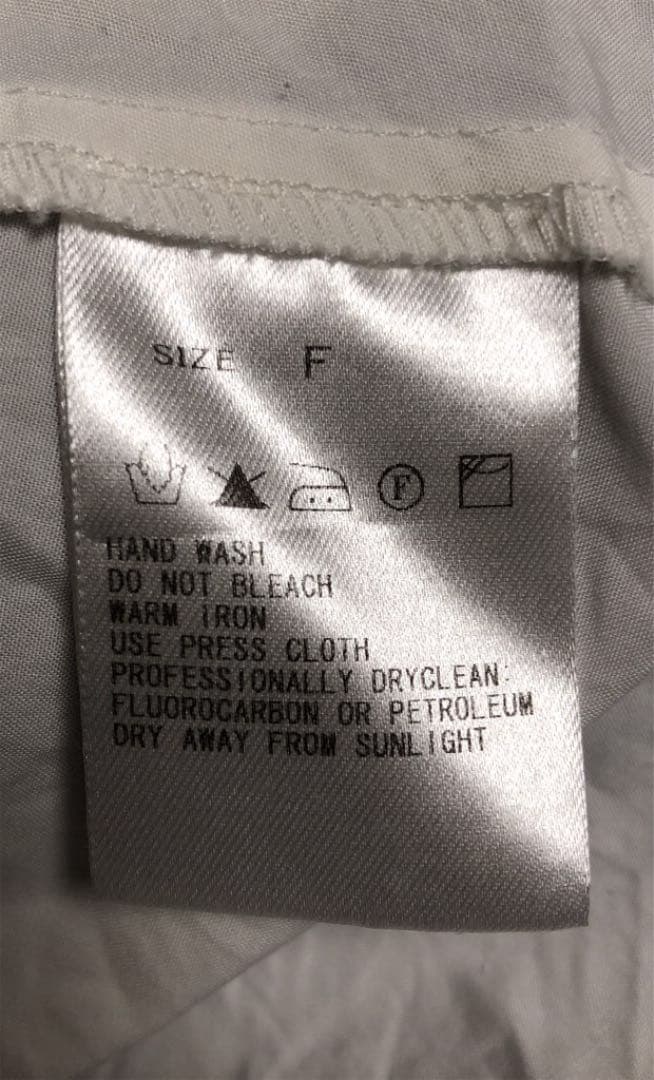 SIZE F
F
HAND WASH
DO NOT BLEACH
WARM IRON
USE PRESS CLOTH
PROFESSIONALLY DRYCLEAN:
FLUOROCARBON OR PETROLEUM
DRY AWAY FROM SUNLIGHT